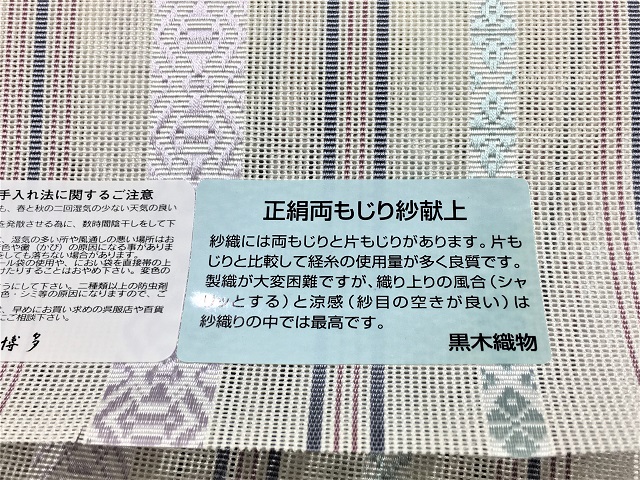 手入れ法に関するご注意
も、春と秋の二回湿気の少ない天気の良い
を発散させる為に、数時間陰干しをして下
に、湿気の多い所や風通しの悪い場所はお
色や黴（かび）の原因になる事がありま
をしても落ちない場合があります。
ール袋の使用や、におい袋を直接帯の上
けたりすることはおやめ下さい。変色の
うにして下さい。二種類以上の防虫剤
色・シミ等の原因になりますので、ご
、早めにお買い求めの呉服店や百貨
にご相談下さい。
博
正絹両もじり紗献上
紗織には両もじりと片もじりがあります。片も
じりと比較して経糸の使用量が多く良質です。
製織が大変困難ですが、織り上りの風合（シャ
リッとする）と涼感（紗目の空きが良い）は
紗織りの中では最高です。
黒木織物